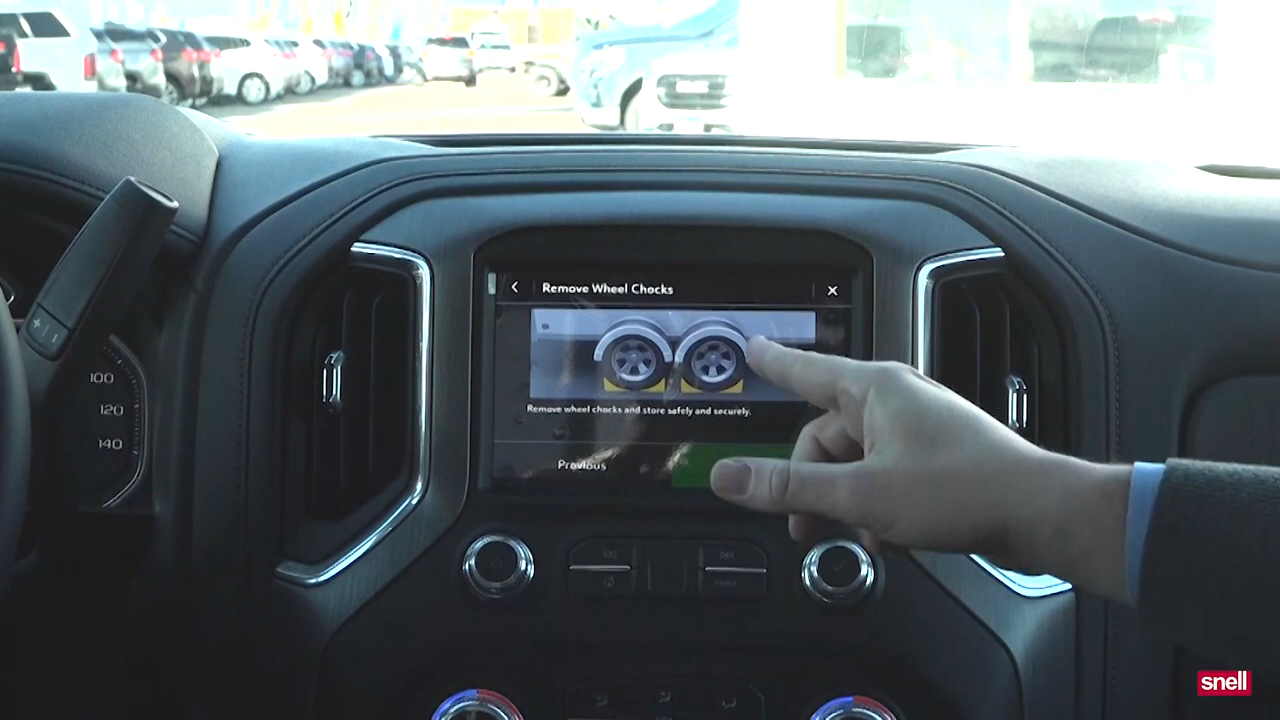 Remove Wheel Chocks
Remove wheel chocks and store safely and securely.
Previous
100
120
140
snell